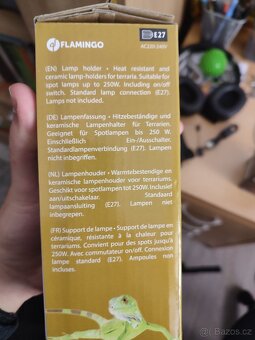 FLAMINGO
E27
AC220-240V
(EN) Lamp holder • Heat resistant and
ceramic lamp-holders for terraria. Suitable for
spot lamps up to 250W. Including on/off
switch. Standard lamp connection (E27).
Lamps not included.
(DE) Lampenfassung • Hitzebeständige und
keramische Lampenhalter für Terrarien.
Geeignet für Spotlampen bis 250 W.
Einschließlich Ein-/Ausschalter.
Standardlampenverbindung (E27). Lampen
nicht inbegriffen.
(NL) Lampenhouder • Warmtebestendige en
keramische lampenhouder voor terrariums.
Geschikt voor spotlampen tot 250W. Inclusief
aan/uitschakelaar. Standaard
lampaansluiting (E27). Lampen niet
inbegrepen.
(FR) Support de lampe • Support de lampe en
céramique, résistant à la chaleur pour
terrariums. Convient pour des spots jusqu'à
250W. Avec commutateur on/off. Connexion
lampe standard (E27). Ampoules non
incluses.
sbazos.cz